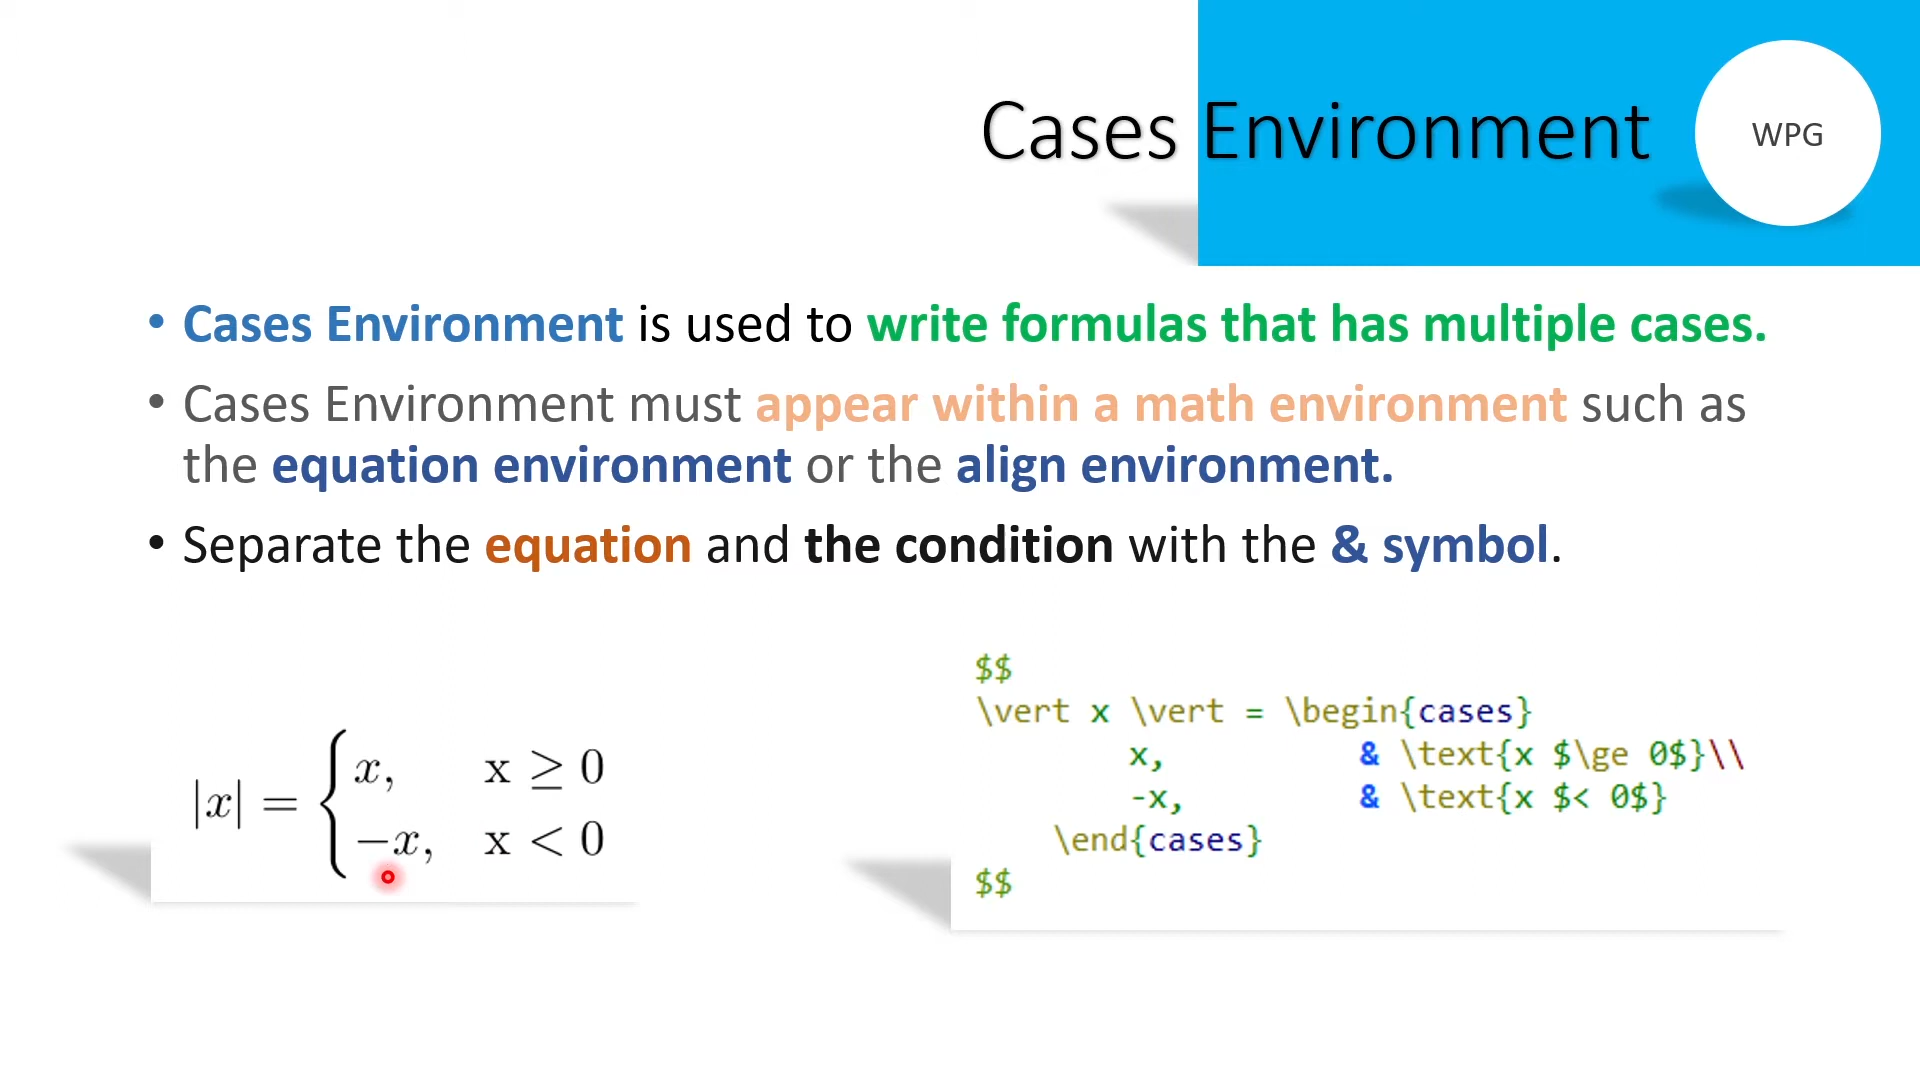 Cases Environment
WPG
• Cases Environment is used to write formulas that has multiple cases.
• Cases Environment must appear within a math environment such as
the equation environment or the align environment.
• Separate the equation and the condition with the & symbol.
|x| = { x, x ≥ 0
−x, x < 0
$$
\vert x \vert = \begin{cases}
x, & \text{x $\ge 0$}\\
-x, & \text{x $< 0$}
\end{cases}
$$